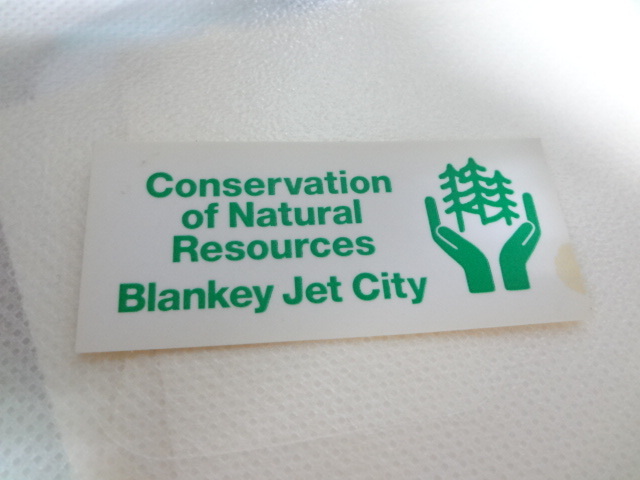 Conservation
of Natural
Resources
Blankey Jet City